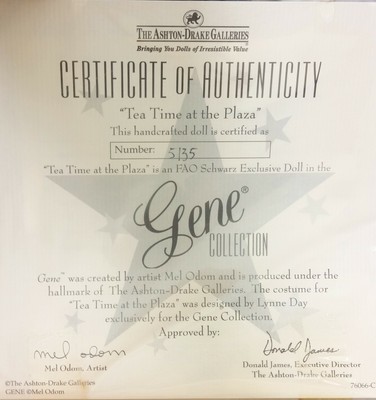 THE ASHTON-DRAKE GALLERIES
Bringing You Dolls of Irresistible Value
CERTIFICATE OF AUTHENTICITY
"Tea Time at the Plaza"
This handcrafted doll is certified as
Number: 5135
"Tea Time at the Plaza" is an FAO Schwarz Exclusive Doll in the
Gene®
COLLECTION
Gene™ was created by artist Mel Odom and is produced under the
hallmark of The Ashton-Drake Galleries. The costume for
"Tea Time at the Plaza" was designed by Lynne Day
exclusively for the Gene Collection.
Approved by:
mel odom
Mel Odom, Artist
Donald James
Donald James, Executive Director
The Ashton-Drake Galleries
©The Ashton-Drake Galleries
GENE ©Mel Odom
76066-C